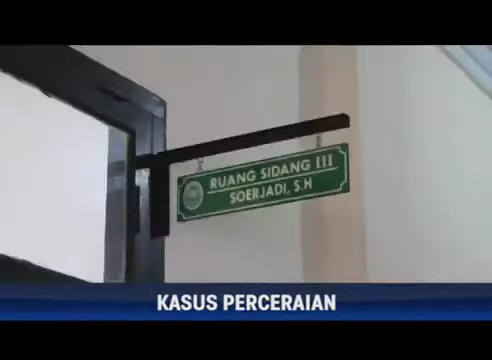 RUANG SIDANG III
SOERJADI, S.H
KASUS PERCERAIAN